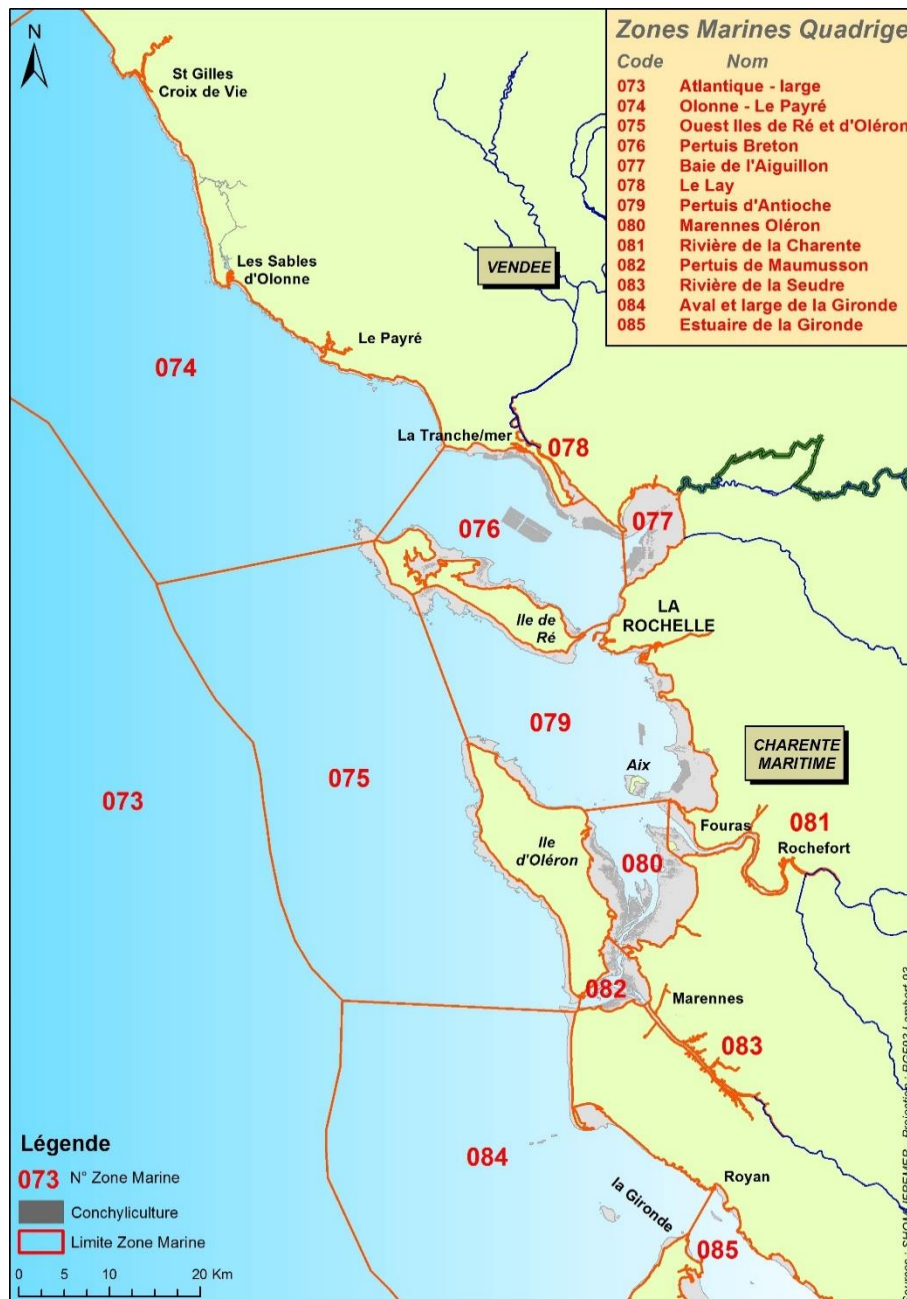 Zones Marines Quadrige
Code Nom
073 Atlantique - large
074 Olonne - Le Payré
075 Ouest Iles de Ré et d'Oléron
076 Pertuis Breton
077 Baie de l'Aiguillon
078 Le Lay
079 Pertuis d'Antioche
080 Marennes Oléron
081 Rivière de la Charente
082 Pertuis de Maumusson
083 Rivière de la Seudre
084 Aval et large de la Gironde
085 Estuaire de la Gironde
N
St Gilles
Croix de Vie
Les Sables
d'Olonne
VENDEE
Le Payré
074
La Tranche/mer
078
076
077
Ile de
Ré
LA
ROCHELLE
079
075
073
Aix
CHARENTE
MARITIME
Fouras
081
Rochefort
Ile
d'Oléron
080
082
Marennes
083
084
Royan
la Gironde
085
Légende
073 N° Zone Marine
Conchyliculture
Limite Zone Marine
0 5 10 20 Km